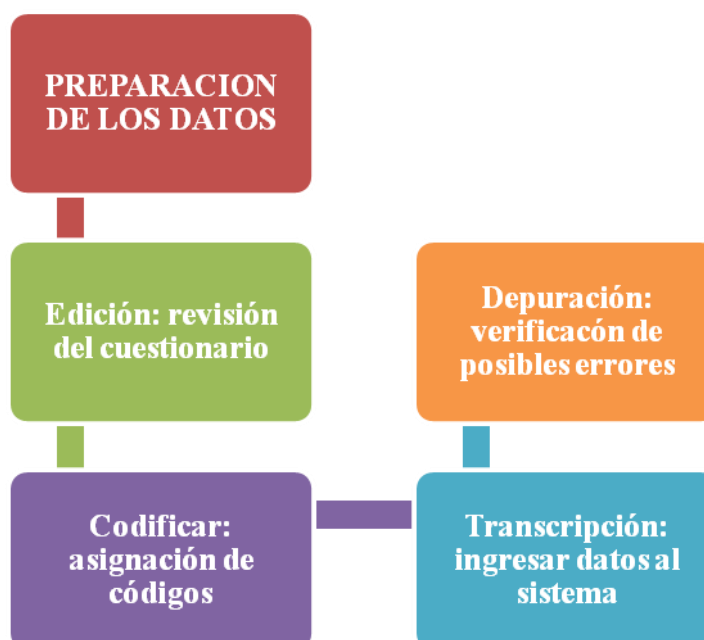 PREPARACION
DE LOS DATOS
Edición: revisión
del cuestionario
Codificar:
asignación de
códigos
Transcripción:
ingresar datos al
sistema
Depuración:
verificacón de
posibles errores